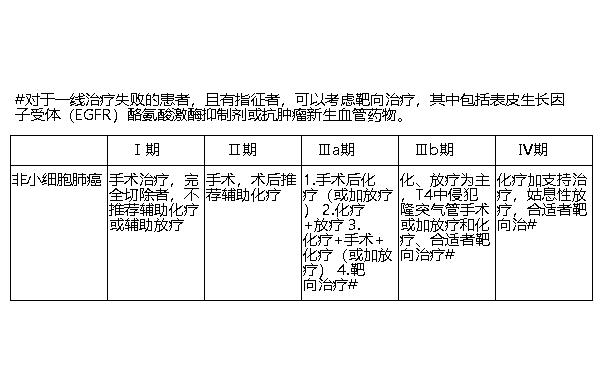 #对于一线治疗失败的患者，且有指征者，可以考虑靶向治疗，其中包括表皮生长因
子受体（EGFR）酪氨酸激酶抑制剂或抗肿瘤新生血管药物。
Ⅰ期 Ⅱ期 Ⅲa期 Ⅲb期 Ⅳ期
非小细胞肺癌
手术治疗，完
全切除者，不
推荐辅助化疗
或辅助放疗
手术，术后推
荐辅助化疗
1.手术后化
疗（或加放疗
）2.化疗
+放疗 3.
化疗+手术+
化疗（或加放
疗） 4.靶
向治疗#
化、放疗为主
，T4中侵犯
隆突气管手术
或加放疗和化
疗、合适者靶
向治疗#
化疗加支持治
疗，姑息性放
疗，合适者靶
向治#